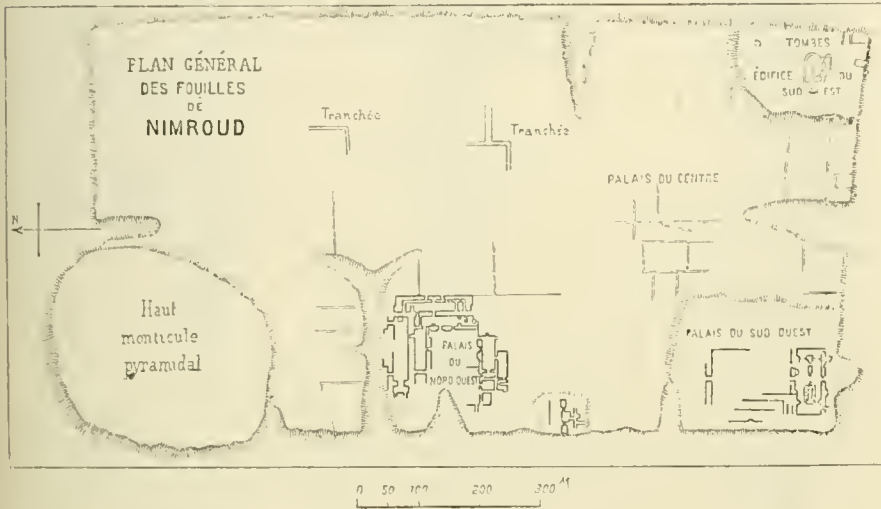 PLAN GÉNÉRAL
DES FOUILLES
DE
NIMROUD
TOMBES
ÉDIFICE DU
SUD-EST
Tranchée
Tranchée
PALAIS DU CENTRE
N
Haut
monticule
pyramidal
PALAIS
DU
NORD OUEST
PALAIS DU SUD OUEST
0 50 100 200 300 M